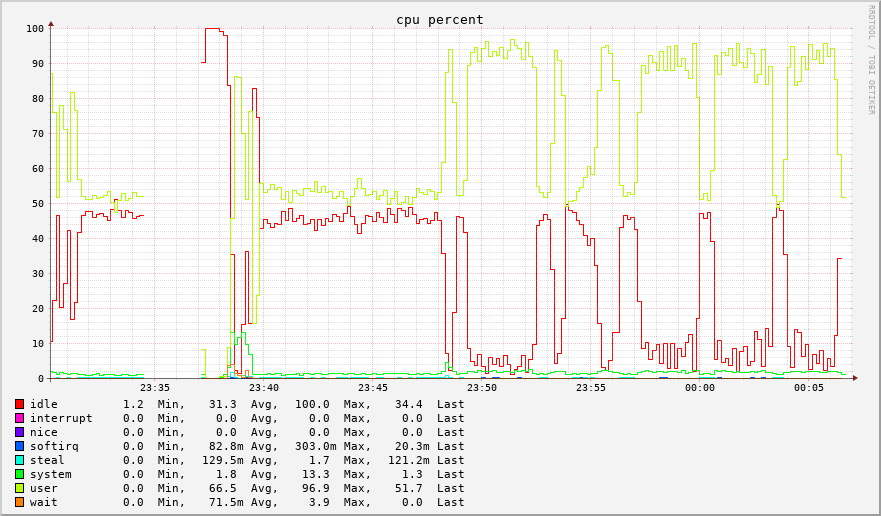 cpu percent
RRDTOOL / TOBI OETIKER
100
90
80
70
60
50
40
30
20
10
0
23:35 23:40 23:45 23:50 23:55 00:00 00:05
idle 1.2 Min, 31.3 Avg, 100.0 Max, 34.4 Last
interrupt 0.0 Min, 0.0 Avg, 0.0 Max, 0.0 Last
nice 0.0 Min, 0.0 Avg, 0.0 Max, 0.0 Last
softirq 0.0 Min, 82.8m Avg, 303.0m Max, 20.3m Last
steal 0.0 Min, 129.5m Avg, 1.7 Max, 121.2m Last
system 0.0 Min, 1.8 Avg, 13.3 Max, 1.3 Last
user 0.0 Min, 66.5 Avg, 96.9 Max, 51.7 Last
wait 0.0 Min, 71.5m Avg, 3.9 Max, 0.0 Last